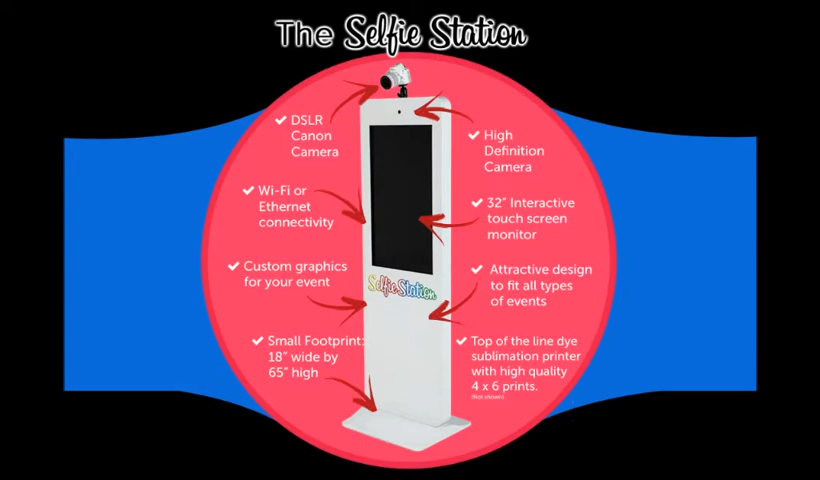 The Selfie Station
DSLR
Canon
Camera
High
Definition
Camera
Wi-Fi or
Ethernet
connectivity
32" Interactive
touch screen
monitor
Custom graphics
for your event
Attractive design
to fit all types
of events
Selfie Station
Small Footprint:
18" wide by
65" high
Top of the line dye
sublimation printer
with high quality
4 x 6 prints.
(Not shown)